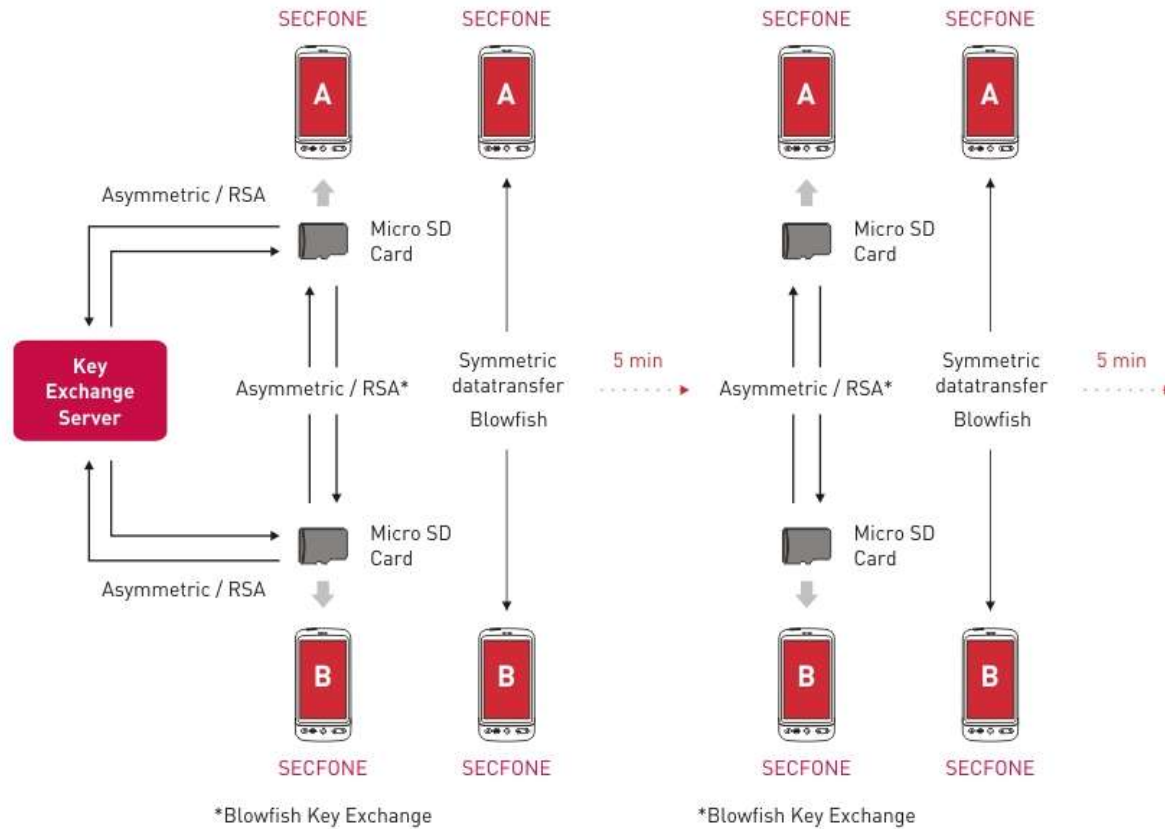 SECFONE
SECFONE
SECFONE
SECFONE
A
A
A
A
Asymmetric / RSA
Micro SD
Card
Micro SD
Card
Key
Exchange
Server
Asymmetric / RSA*
Symmetric
datatransfer
Blowfish
5 min
Asymmetric / RSA*
Symmetric
datatransfer
Blowfish
5 min
Micro SD
Card
Micro SD
Card
Asymmetric / RSA
B
B
B
B
SECFONE
SECFONE
SECFONE
SECFONE
*Blowfish Key Exchange
*Blowfish Key Exchange